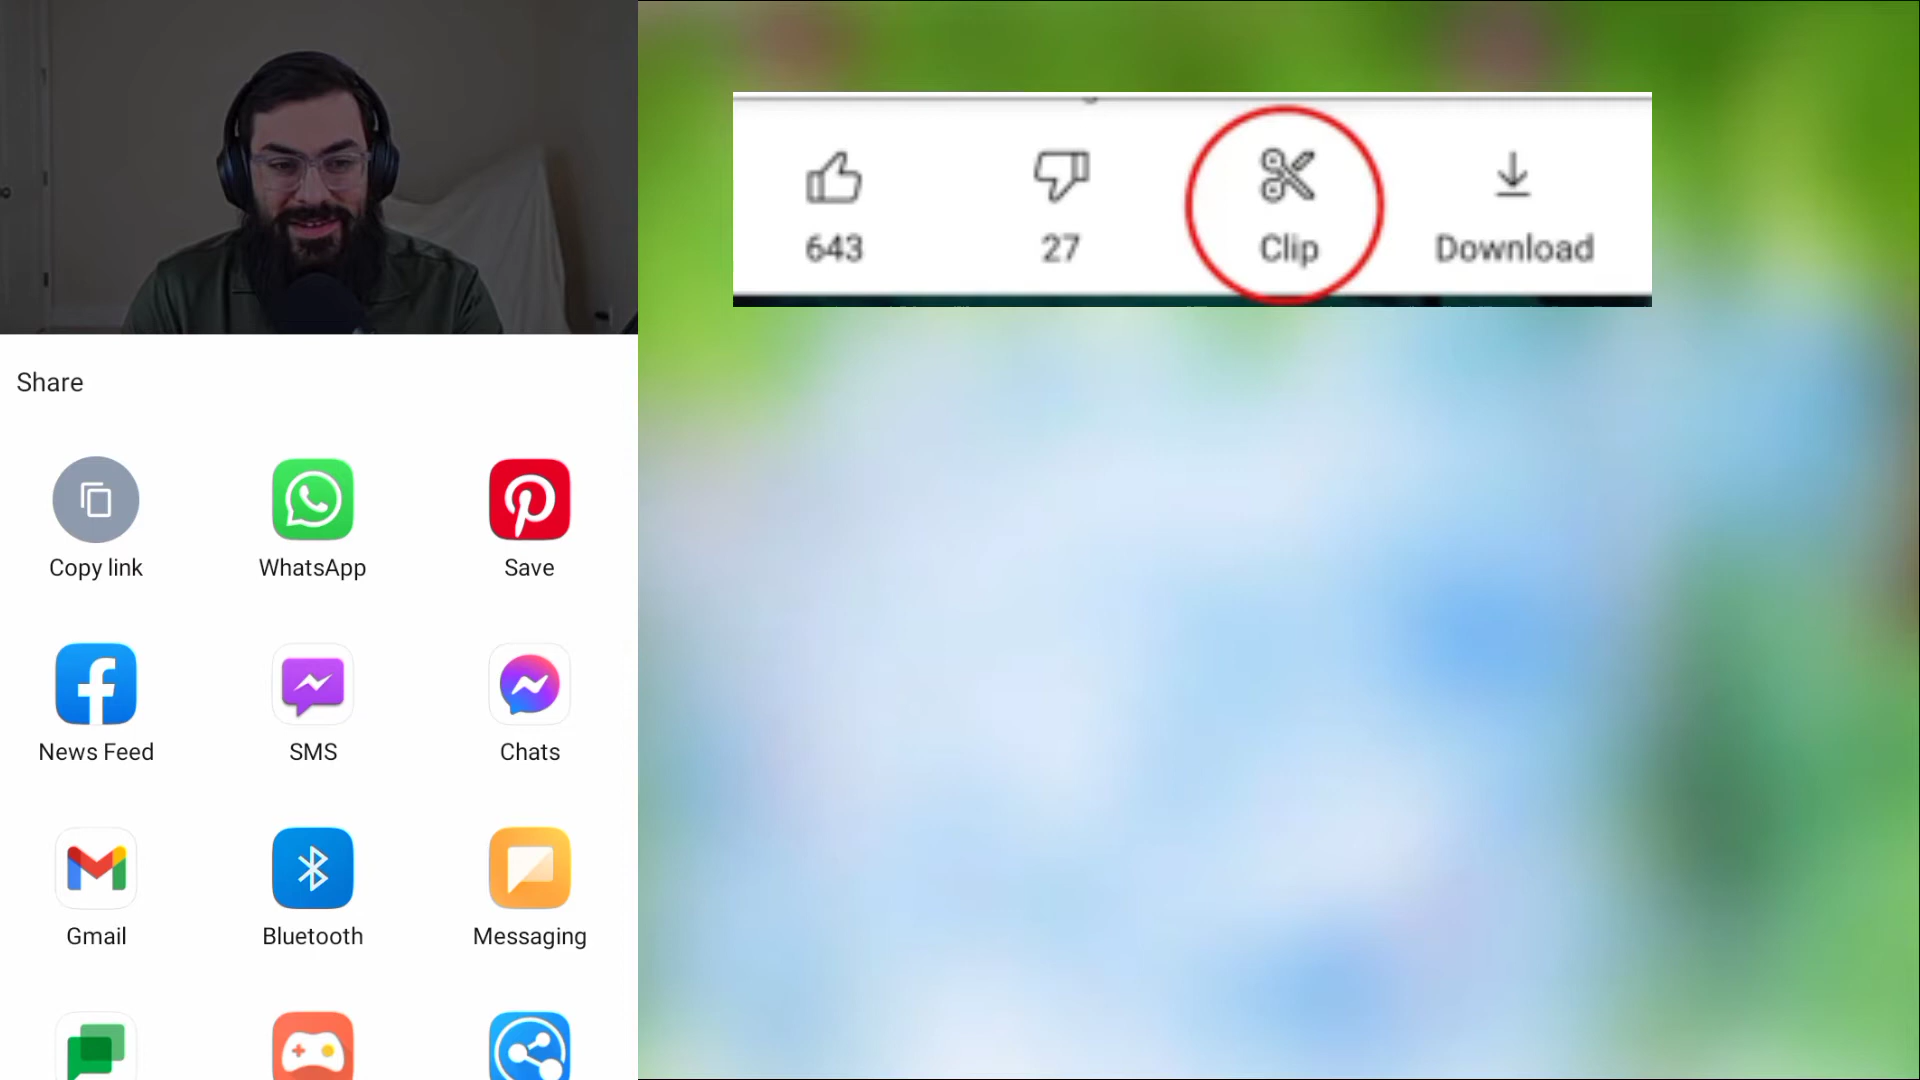 643 27 Clip Download
Share
Copy link WhatsApp Save
News Feed SMS Chats
Gmail Bluetooth Messaging